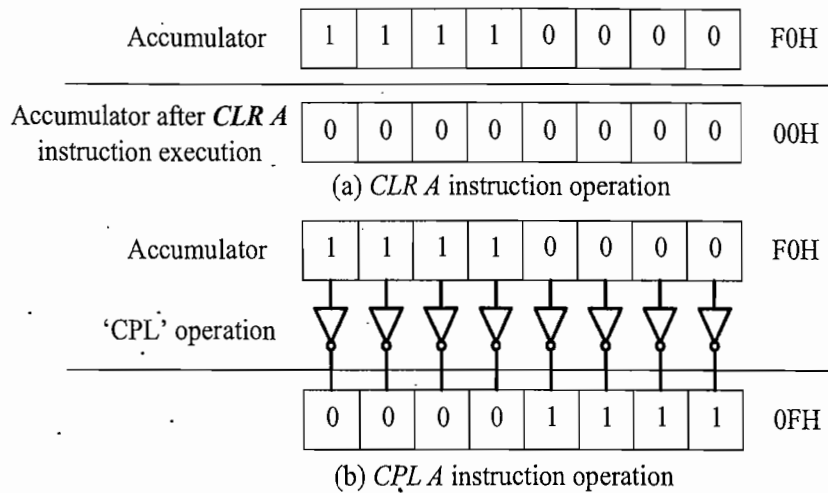 Accumulator 1 1 1 1 0 0 0 0 F0H
Accumulator after CLR A
instruction execution 0 0 0 0 0 0 0 0 00H
(a) CLR A instruction operation
Accumulator 1 1 1 1 0 0 0 0 F0H
‘CPL’ operation
0 0 0 0 1 1 1 1 0FH
(b) CPL A instruction operation